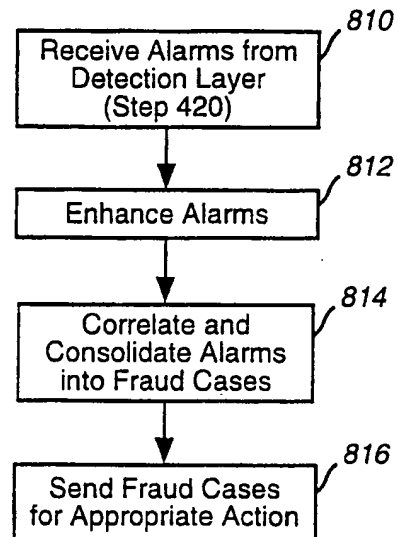 810
Receive Alarms from
Detection Layer
(Step 420)
812
Enhance Alarms
814
Correlate and
Consolidate Alarms
into Fraud Cases
816
Send Fraud Cases
for Appropriate Action